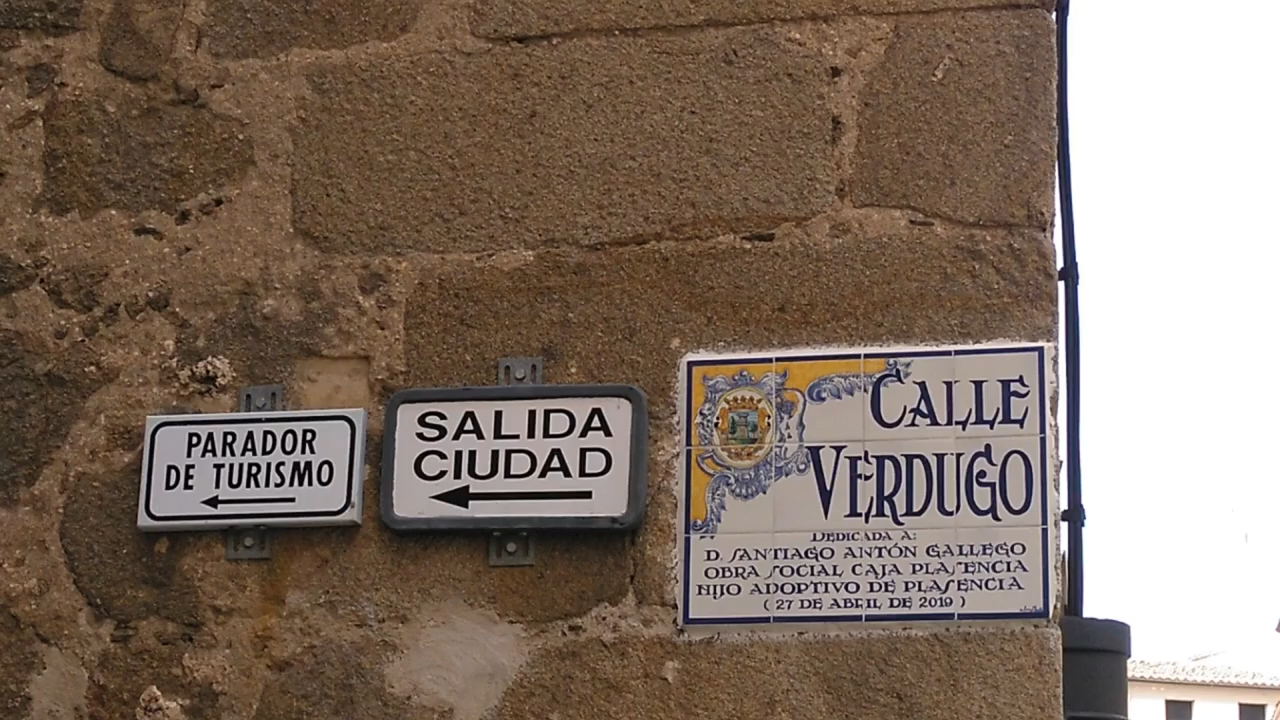 PARADOR
DE TURISMO
SALIDA
CIUDAD
CALLE
VERDUGO
DEDICADA A:
D. SANTIAGO ANTÓN GALLEGO
OBRA SOCIAL CAJA PLASENCIA
HIJO ADOPTIVO DE PLASENCIA
(27 DE ABRIL DE 2019)